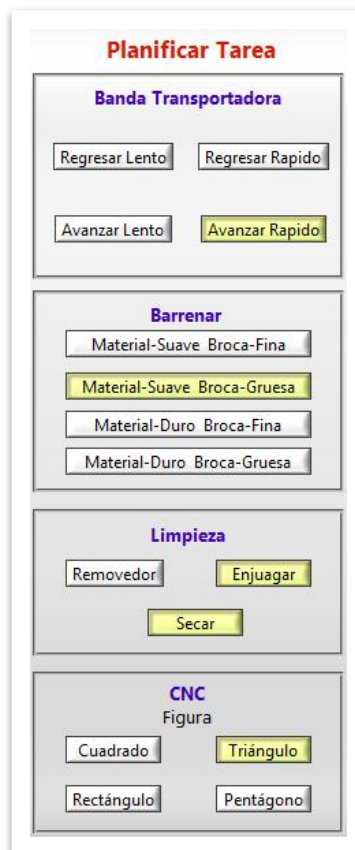 Planificar Tarea
Banda Transportadora
Regresar Lento Regresar Rapido
Avanzar Lento Avanzar Rapido
Barrenar
Material-Suave Broca-Fina
Material-Suave Broca-Gruesa
Material-Duro Broca-Fina
Material-Duro Broca-Gruesa
Limpieza
Removedor Enjuagar
Secar
CNC
Figura
Cuadrado Triángulo
Rectángulo Pentágono